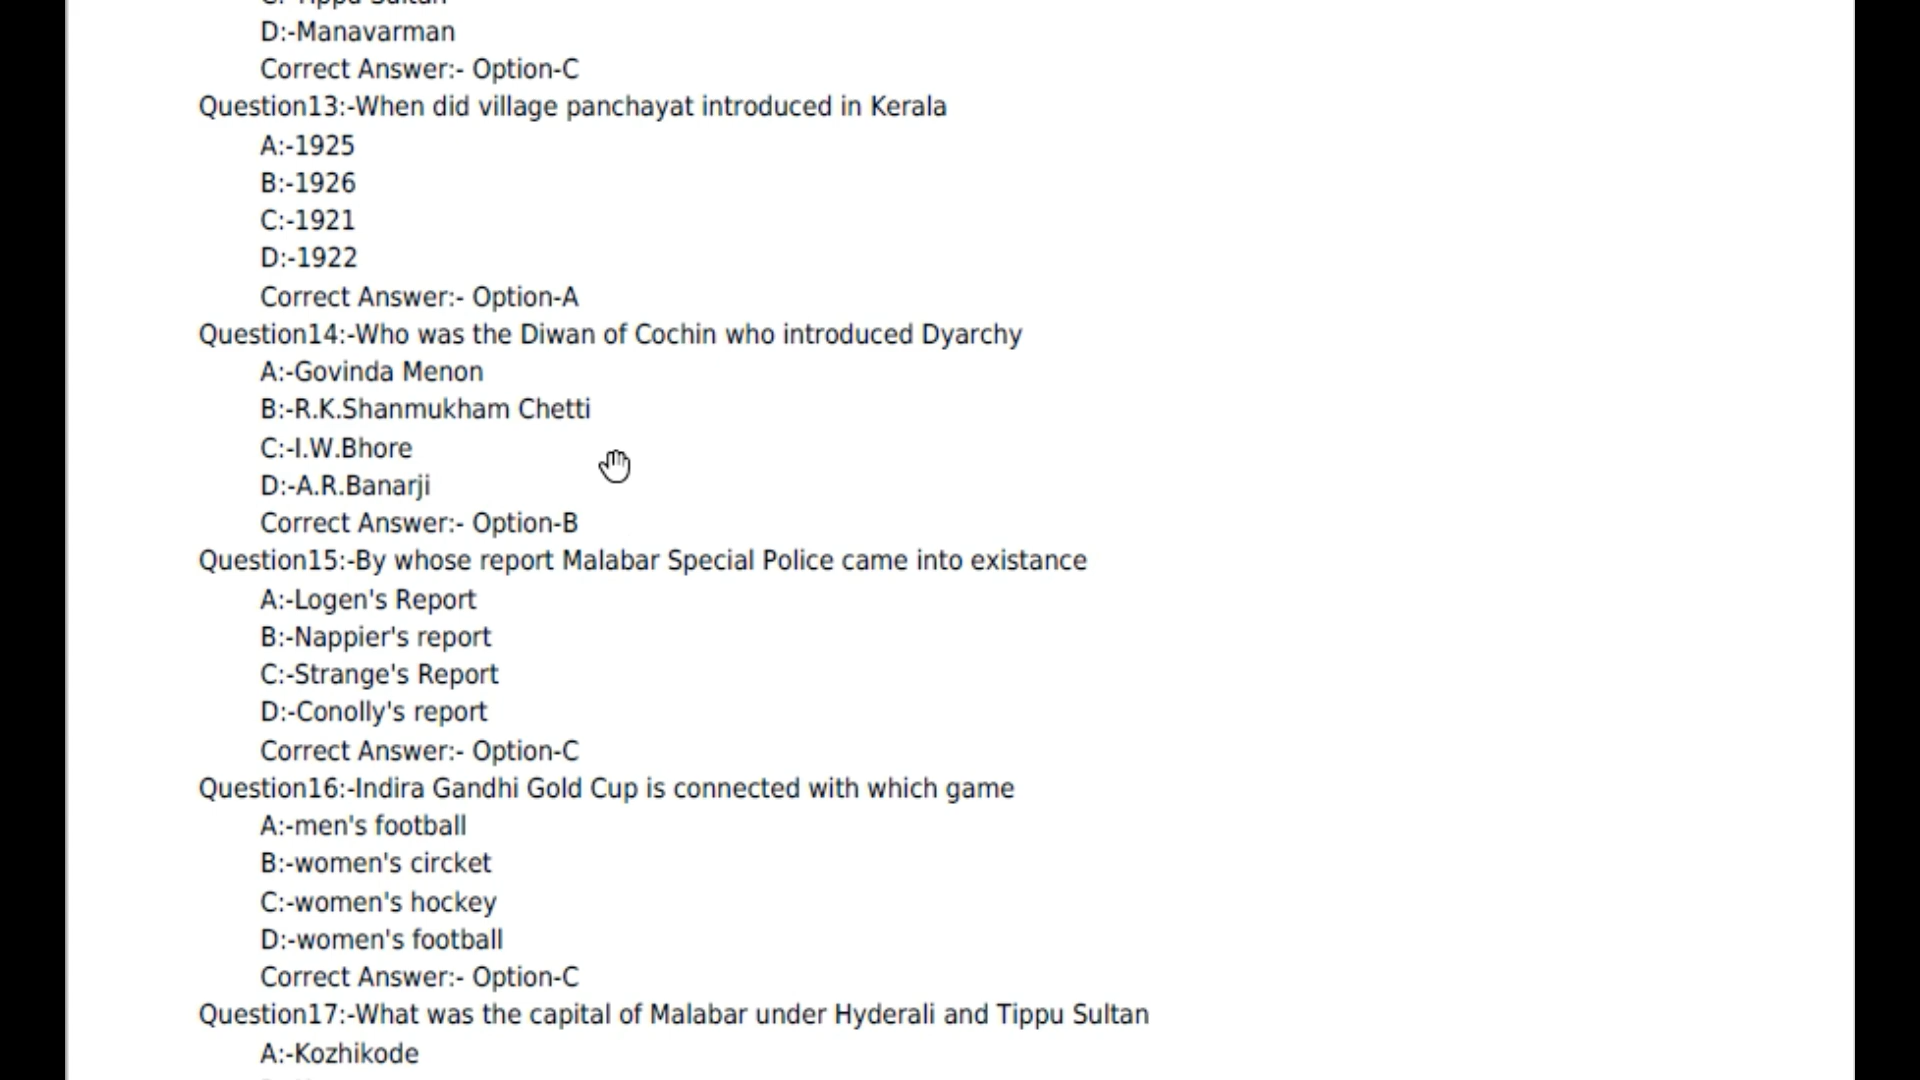 D:-Manavarman
Correct Answer:- Option-C
Question13:-When did village panchayat introduced in Kerala
A:-1925
B:-1926
C:-1921
D:-1922
Correct Answer:- Option-A
Question14:-Who was the Diwan of Cochin who introduced Dyarchy
A:-Govinda Menon
B:-R.K.Shanmukham Chetti
C:-I.W.Bhore
D:-A.R.Banarji
Correct Answer:- Option-B
Question15:-By whose report Malabar Special Police came into existance
A:-Logen's Report
B:-Nappier's report
C:-Strange's Report
D:-Conolly's report
Correct Answer:- Option-C
Question16:-Indira Gandhi Gold Cup is connected with which game
A:-men's football
B:-women's circket
C:-women's hockey
D:-women's football
Correct Answer:- Option-C
Question17:-What was the capital of Malabar under Hyderali and Tippu Sultan
A:-Kozhikode